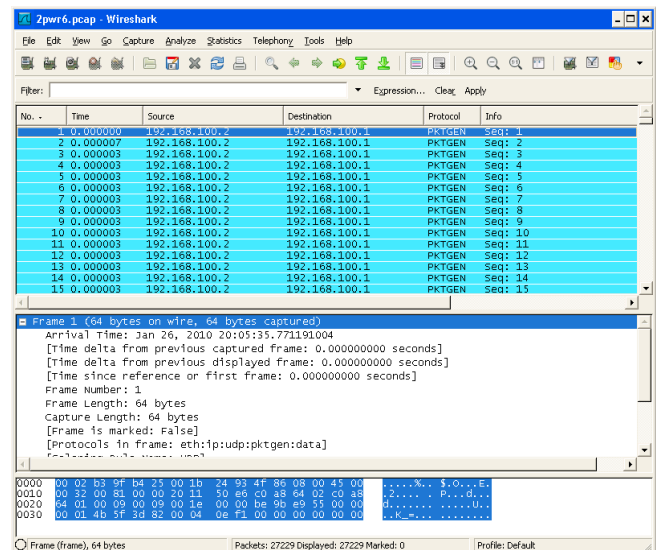 2pwr6.pcap - Wireshark
File Edit View Go Capture Analyze Statistics Telephony Tools Help
Filter: Expression... Clear Apply
No. - Time Source Destination Protocol Info
1 0.000000 192.168.100.2 192.168.100.1 PKTGEN Seq: 1
2 0.000007 192.168.100.2 192.168.100.1 PKTGEN Seq: 2
3 0.000003 192.168.100.2 192.168.100.1 PKTGEN Seq: 3
4 0.000003 192.168.100.2 192.168.100.1 PKTGEN Seq: 4
5 0.000003 192.168.100.2 192.168.100.1 PKTGEN Seq: 5
6 0.000003 192.168.100.2 192.168.100.1 PKTGEN Seq: 6
7 0.000003 192.168.100.2 192.168.100.1 PKTGEN Seq: 7
8 0.000003 192.168.100.2 192.168.100.1 PKTGEN Seq: 8
9 0.000003 192.168.100.2 192.168.100.1 PKTGEN Seq: 9
10 0.000003 192.168.100.2 192.168.100.1 PKTGEN Seq: 10
11 0.000003 192.168.100.2 192.168.100.1 PKTGEN Seq: 11
12 0.000003 192.168.100.2 192.168.100.1 PKTGEN Seq: 12
13 0.000003 192.168.100.2 192.168.100.1 PKTGEN Seq: 13
14 0.000003 192.168.100.2 192.168.100.1 PKTGEN Seq: 14
15 0.000003 192.168.100.2 192.168.100.1 PKTGEN Seq: 15
Frame 1 (64 bytes on wire, 64 bytes captured)
Arrival Time: Jan 26, 2010 20:05:35.771191004
[Time delta from previous captured frame: 0.000000000 seconds]
[Time delta from previous displayed frame: 0.000000000 seconds]
[Time since reference or first frame: 0.000000000 seconds]
Frame Number: 1
Frame Length: 64 bytes
Capture Length: 64 bytes
[Frame is marked: False]
[Protocols in frame: eth:ip:udp:pktgen:data]
0000 00 02 b3 9f b4 25 00 1b 24 93 4f 86 08 00 45 00 .....%.. $.O...E.
0010 00 32 00 81 00 00 20 11 50 e6 c0 a8 64 02 c0 a8 .2.... . P...d...
0020 64 01 00 09 00 09 00 1e 00 00 be 9b e9 55 00 00 d....... .....U..
0030 00 01 4b 5f 3d 82 00 04 0e f1 00 00 00 00 00 00 ..K_=... ........
Frame (frame), 64 bytes Packets: 27229 Displayed: 27229 Marked: 0 Profile: Default